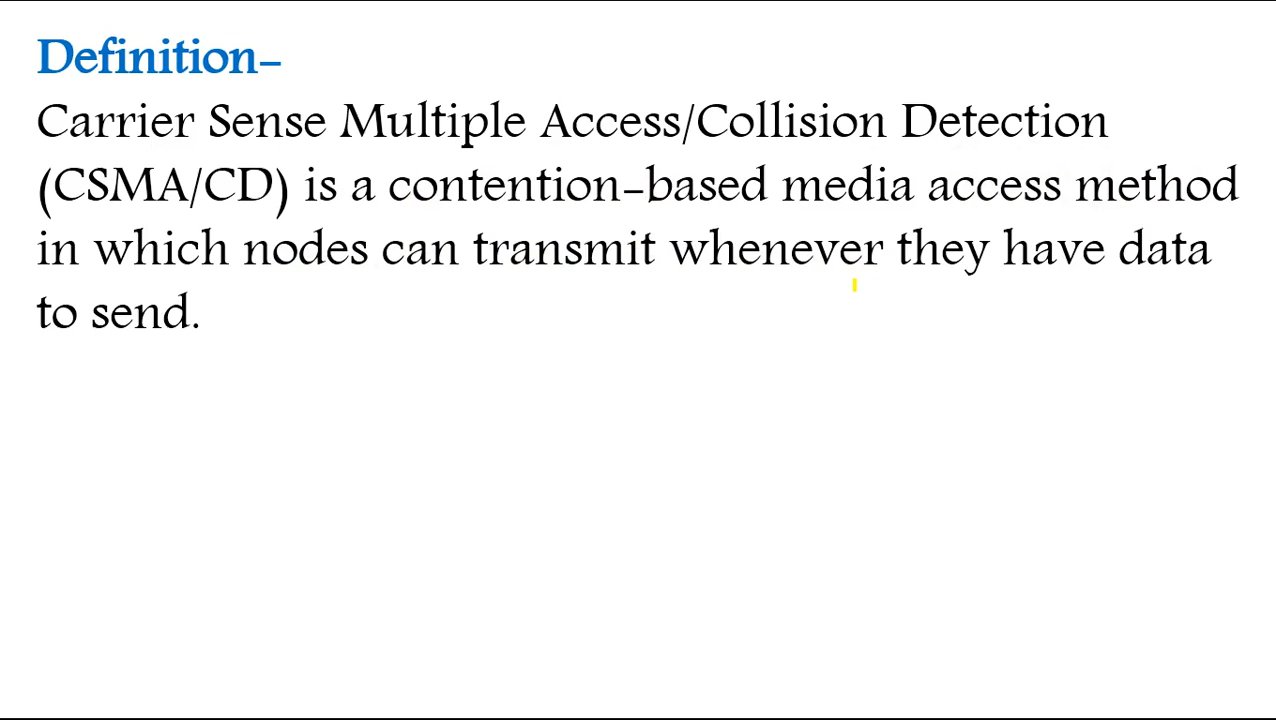 Definition-
Carrier Sense Multiple Access/Collision Detection
(CSMA/CD) is a contention-based media access method
in which nodes can transmit whenever they have data
to send.